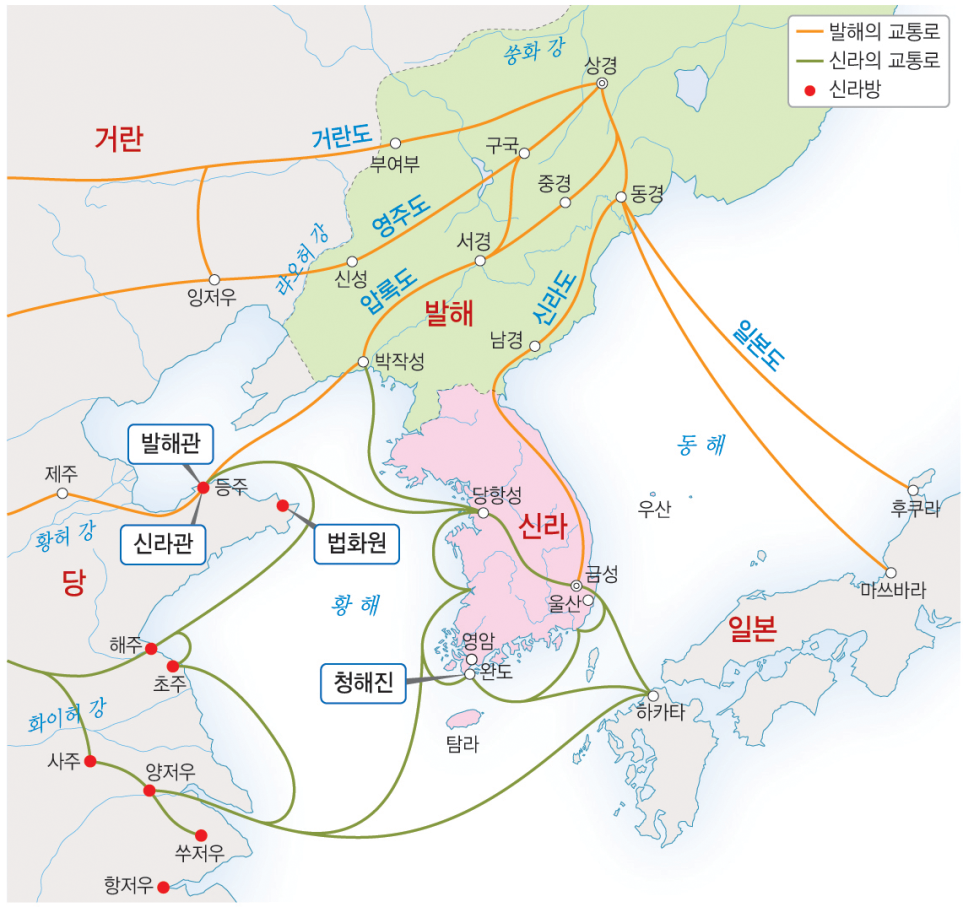 발해의 교통로
신라의 교통로
신라방
쑹화 강
상경
거란
거란도
부여부
구국
중경
동경
영주도
랴오허 강
서경
신성
잉저우
압록도
발해
신라도
남경
일본도
박작성
발해관
동해
제주
등주
당항성
우산
후쿠라
황허 강
신라관
법화원
신라
당
금성
마쓰바라
울산
황해
일본
해주
영암
초주
청해진
완도
하카타
화이허 강
탐라
사주
양저우
쑤저우
항저우